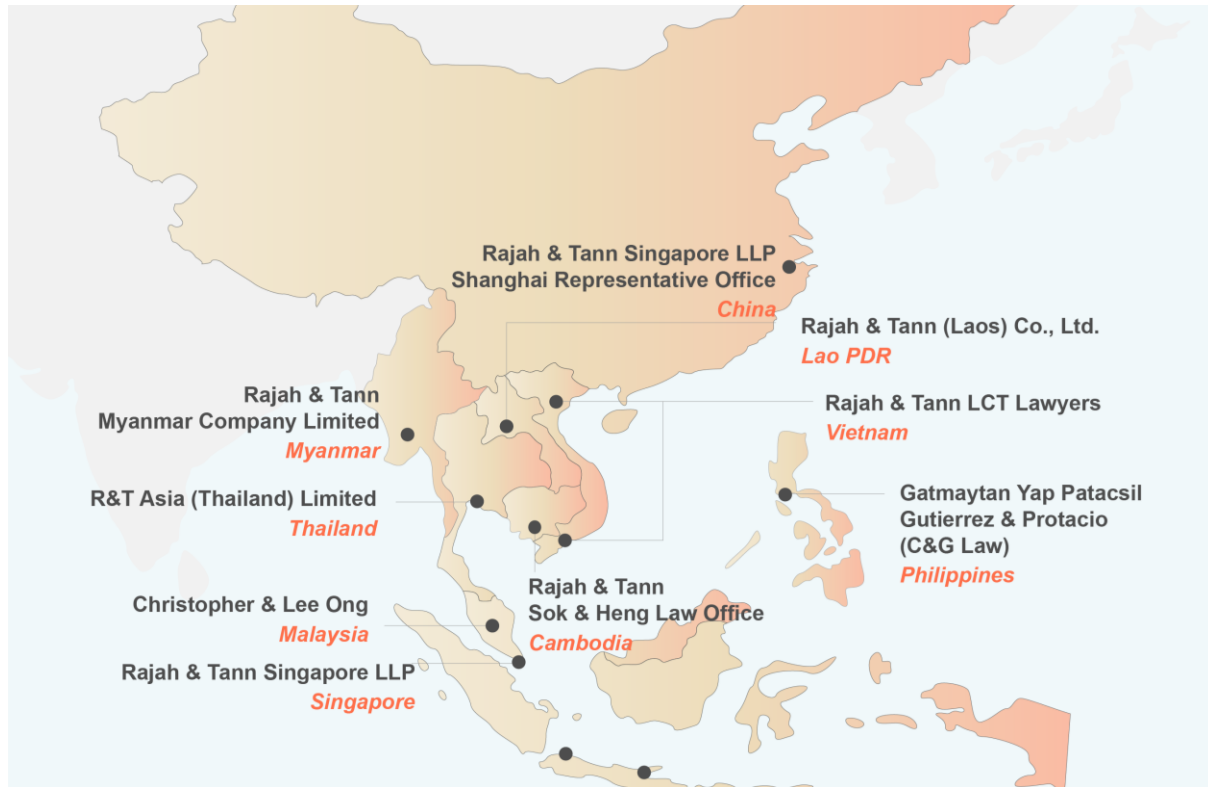 Rajah & Tann Singapore LLP
Shanghai Representative Office
China
Rajah & Tann (Laos) Co., Ltd.
Lao PDR
Rajah & Tann
Myanmar Company Limited
Myanmar
Rajah & Tann LCT Lawyers
Vietnam
R&T Asia (Thailand) Limited
Thailand
Gatmaytan Yap Patacsil
Gutierrez & Protacio
(C&G Law)
Philippines
Rajah & Tann
Sok & Heng Law Office
Cambodia
Christopher & Lee Ong
Malaysia
Rajah & Tann Singapore LLP
Singapore